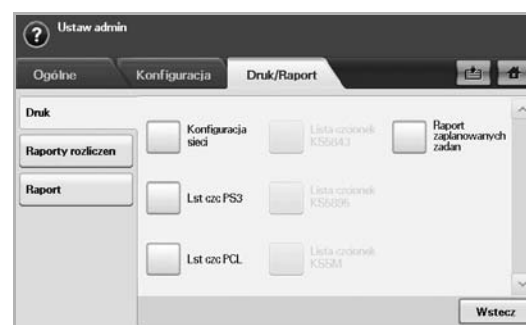 Ustaw admin
Ogólne
Konfiguracja
Druk/Raport
Druk
Raporty rozliczen
Raport
Konfiguracja
sieci
Lista czcionek
KS5843
Raport
zaplanowanych
zadan
Lst czc PS3
Lista czcionek
KS5895
Lst czc PCL
Lista czcionek
KSSM
Wstecz